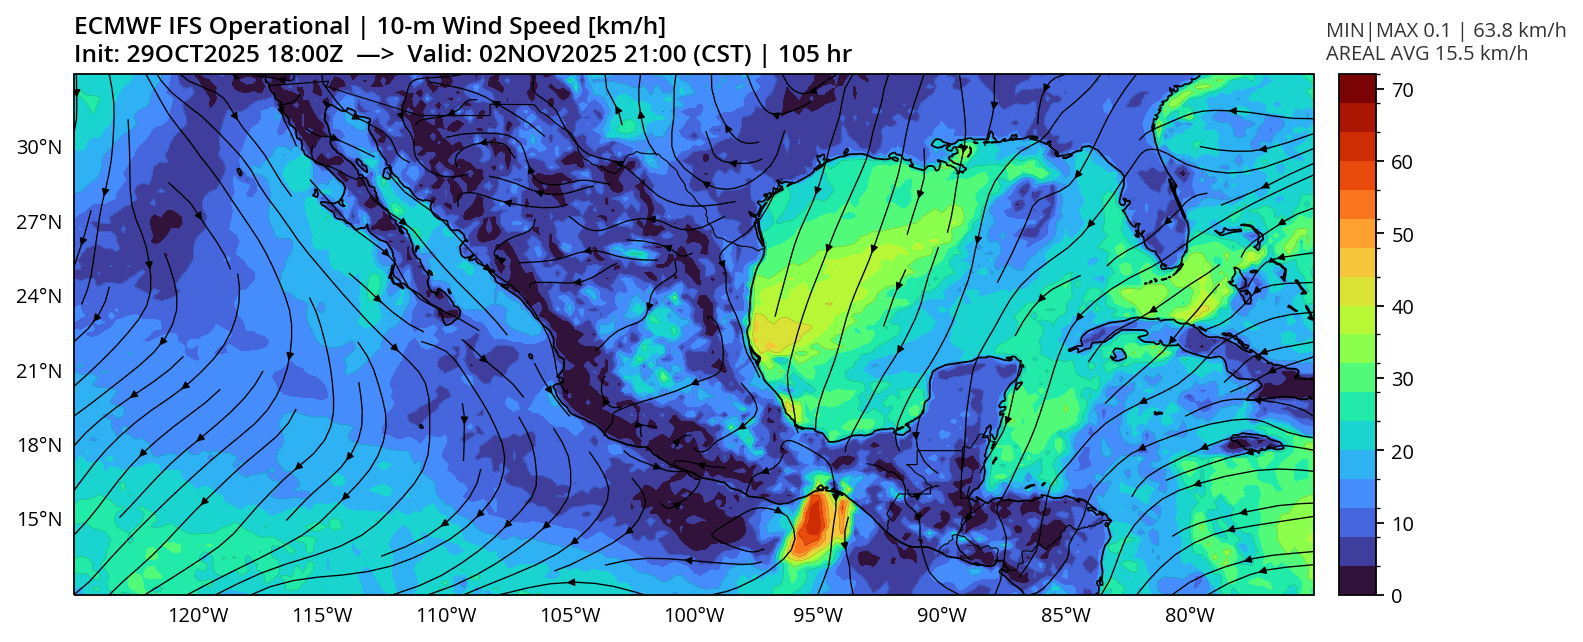 ECMWF IFS Operational | 10-m Wind Speed [km/h]
Init: 29OCT2025 18:00Z —> Valid: 02NOV2025 21:00 (CST) | 105 hr
MIN|MAX 0.1 | 63.8 km/h
AREAL AVG 15.5 km/h
30°N
27°N
24°N
21°N
18°N
15°N
120°W
115°W
110°W
105°W
100°W
95°W
90°W
85°W
80°W
70
60
50
40
30
20
10
0